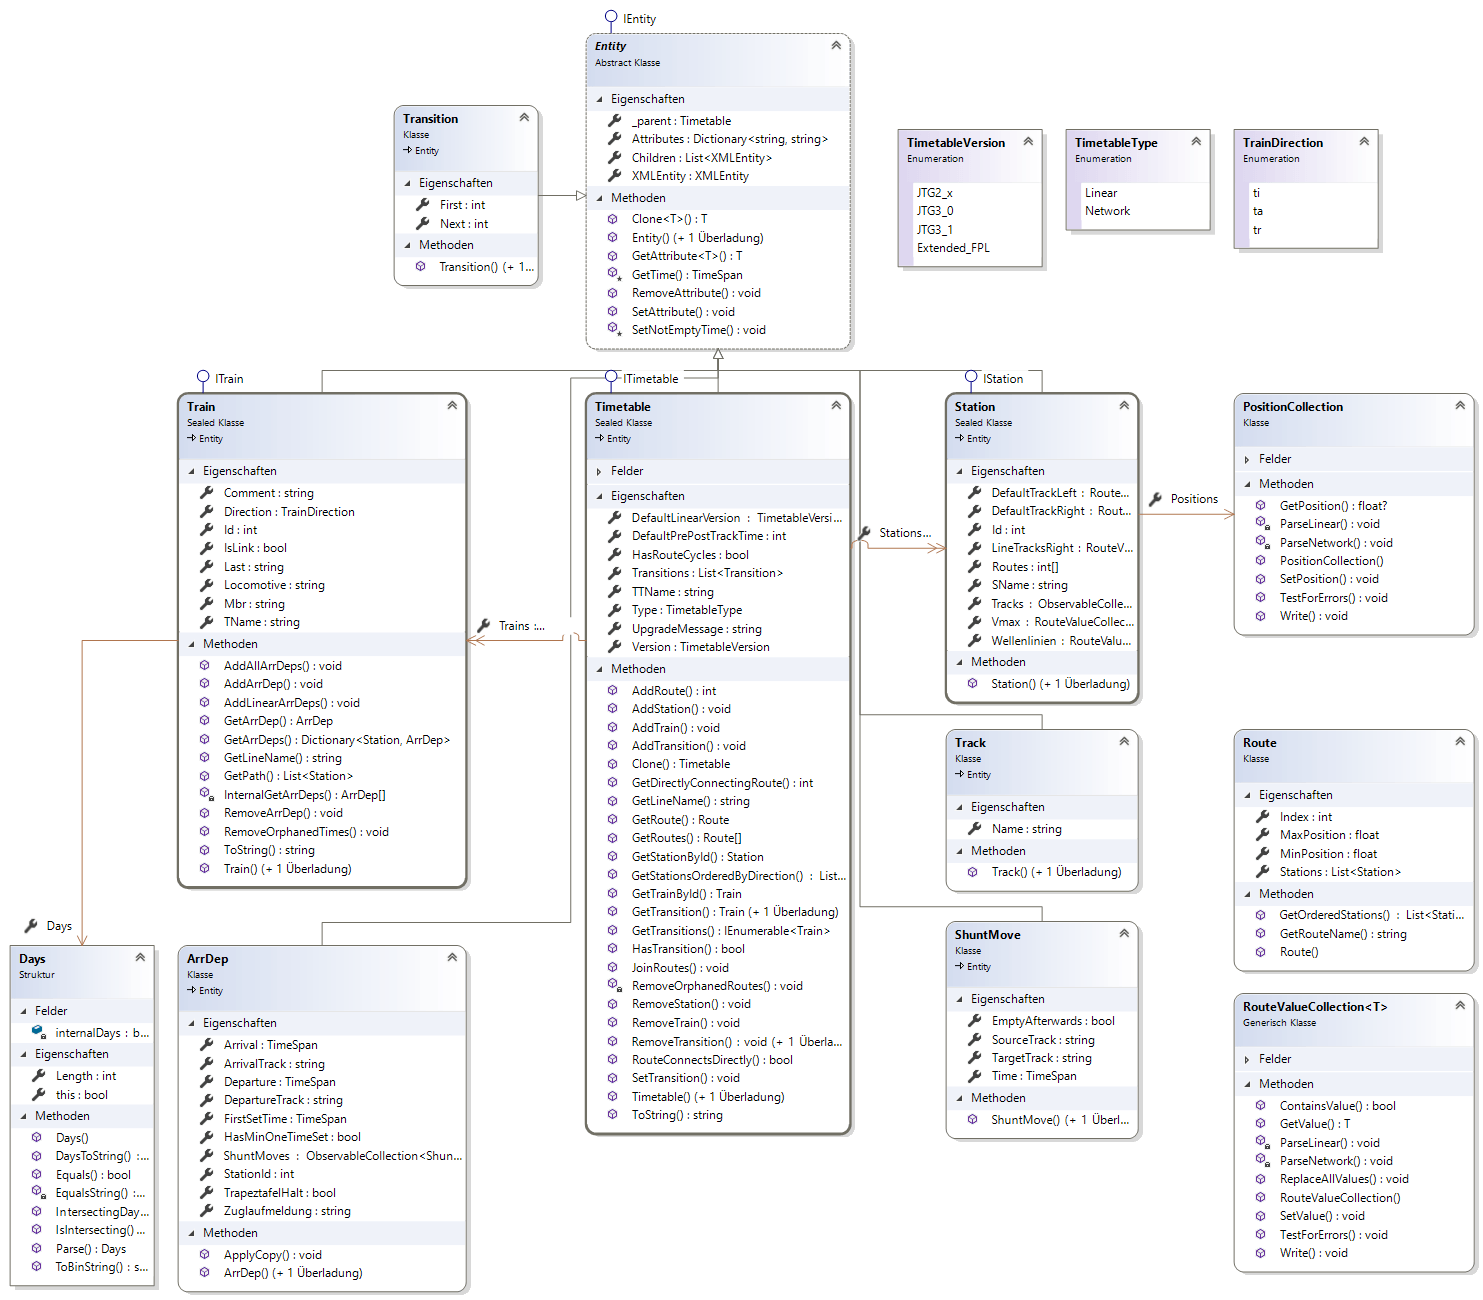 IEntity
Entity
Abstract Klasse
Eigenschaften
_parent : Timetable
Attributes : Dictionary<string, string>
Children : List<XMLEntity>
XMLEntity : XMLEntity
Methoden
Clone<T>() : T
Entity() (+ 1 Überladung)
GetAttribute<T>() : T
GetTime() : TimeSpan
RemoveAttribute() : void
SetAttribute() : void
SetNotEmptyTime() : void
Transition
Klasse
Entity
Eigenschaften
First : int
Next : int
Methoden
Transition() (+ 1...
TimetableVersion
Enumeration
JTG2_x
JTG3_0
JTG3_1
Extended_FPL
TimetableType
Enumeration
Linear
Network
TrainDirection
Enumeration
ti
ta
tr
ITrain
Train
Sealed Klasse
Entity
Eigenschaften
Comment : string
Direction : TrainDirection
Id : int
IsLink : bool
Last : string
Locomotive : string
Mbr : string
TName : string
Methoden
AddAllArrDeps() : void
AddArrDep() : void
AddLinearArrDeps() : void
GetArrDep() : ArrDep
GetArrDeps() : Dictionary<Station, ArrDep>
GetLineName() : string
GetPath() : List<Station>
InternalGetArrDeps() : ArrDep[]
RemoveArrDep() : void
RemoveOrphanedTimes() : void
ToString() : string
Train() (+ 1 Überladung)
Trains :...
ITimetable
Timetable
Sealed Klasse
Entity
Felder
Eigenschaften
DefaultLinearVersion : TimetableVersi...
DefaultPrePostTrackTime : int
HasRouteCycles : bool
Transitions : List<Transition>
TTName : string
Type : TimetableType
UpgradeMessage : string
Version : TimetableVersion
Methoden
AddRoute() : int
AddStation() : void
AddTrain() : void
AddTransition() : void
Clone() : Timetable
GetDirectlyConnectingRoute() : int
GetLineName() : string
GetRoute() : Route
GetRoutes() : Route[]
GetStationById() : Station
GetStationsOrderedByDirection() : List...
GetTrainById() : Train
GetTransition() : Train (+ 1 Überladung)
GetTransitions() : IEnumerable<Train>
HasTransition() : bool
JoinRoutes() : void
RemoveOrphanedRoutes() : void
RemoveStation() : void
RemoveTrain() : void
RemoveTransition() : void (+ 1 Überla...
RouteConnectsDirectly() : bool
SetTransition() : void
Timetable() (+ 1 Überladung)
ToString() : string
Stations...
IStation
Station
Sealed Klasse
Entity
Eigenschaften
DefaultTrackLeft : Route...
DefaultTrackRight : Rout...
Id : int
LineTracksRight : RouteV...
Routes : int[]
SName : string
Tracks : ObservableColle...
Vmax : RouteValueCollec...
Wellenlinien : RouteValu...
Methoden
Station() (+ 1 Überladung)
Positions
PositionCollection
Klasse
Felder
Methoden
GetPosition() : float?
ParseLinear() : void
ParseNetwork() : void
PositionCollection()
SetPosition() : void
TestForErrors() : void
Write() : void
Track
Klasse
Entity
Eigenschaften
Name : string
Methoden
Track() (+ 1 Überladung)
Route
Klasse
Eigenschaften
Index : int
MaxPosition : float
MinPosition : float
Stations : List<Station>
Methoden
GetOrderedStations() : List<Stati...
GetRouteName() : string
Route()
Days
Days
Struktur
Felder
internalDays : b...
Eigenschaften
Length : int
this : bool
Methoden
Days()
DaysToString() :...
Equals() : bool
EqualsString() :...
IntersectingDay...
IsIntersecting() ...
Parse() : Days
ToBinString() : s...
ArrDep
Klasse
Entity
Eigenschaften
Arrival : TimeSpan
ArrivalTrack : string
Departure : TimeSpan
DepartureTrack : string
FirstSetTime : TimeSpan
HasMinOneTimeSet : bool
ShuntMoves : ObservableCollection<Shun...
StationId : int
TrapeztafelHalt : bool
Zuglaufmeldung : string
Methoden
ApplyCopy() : void
ArrDep() (+ 1 Überladung)
ShuntMove
Klasse
Entity
Eigenschaften
EmptyAfterwards : bool
SourceTrack : string
TargetTrack : string
Time : TimeSpan
Methoden
ShuntMove() (+ 1 Überl...
RouteValueCollection<T>
Generisch Klasse
Felder
Methoden
ContainsValue() : bool
GetValue() : T
ParseLinear() : void
ParseNetwork() : void
ReplaceAllValues() : void
RouteValueCollection()
SetValue() : void
TestForErrors() : void
Write() : void